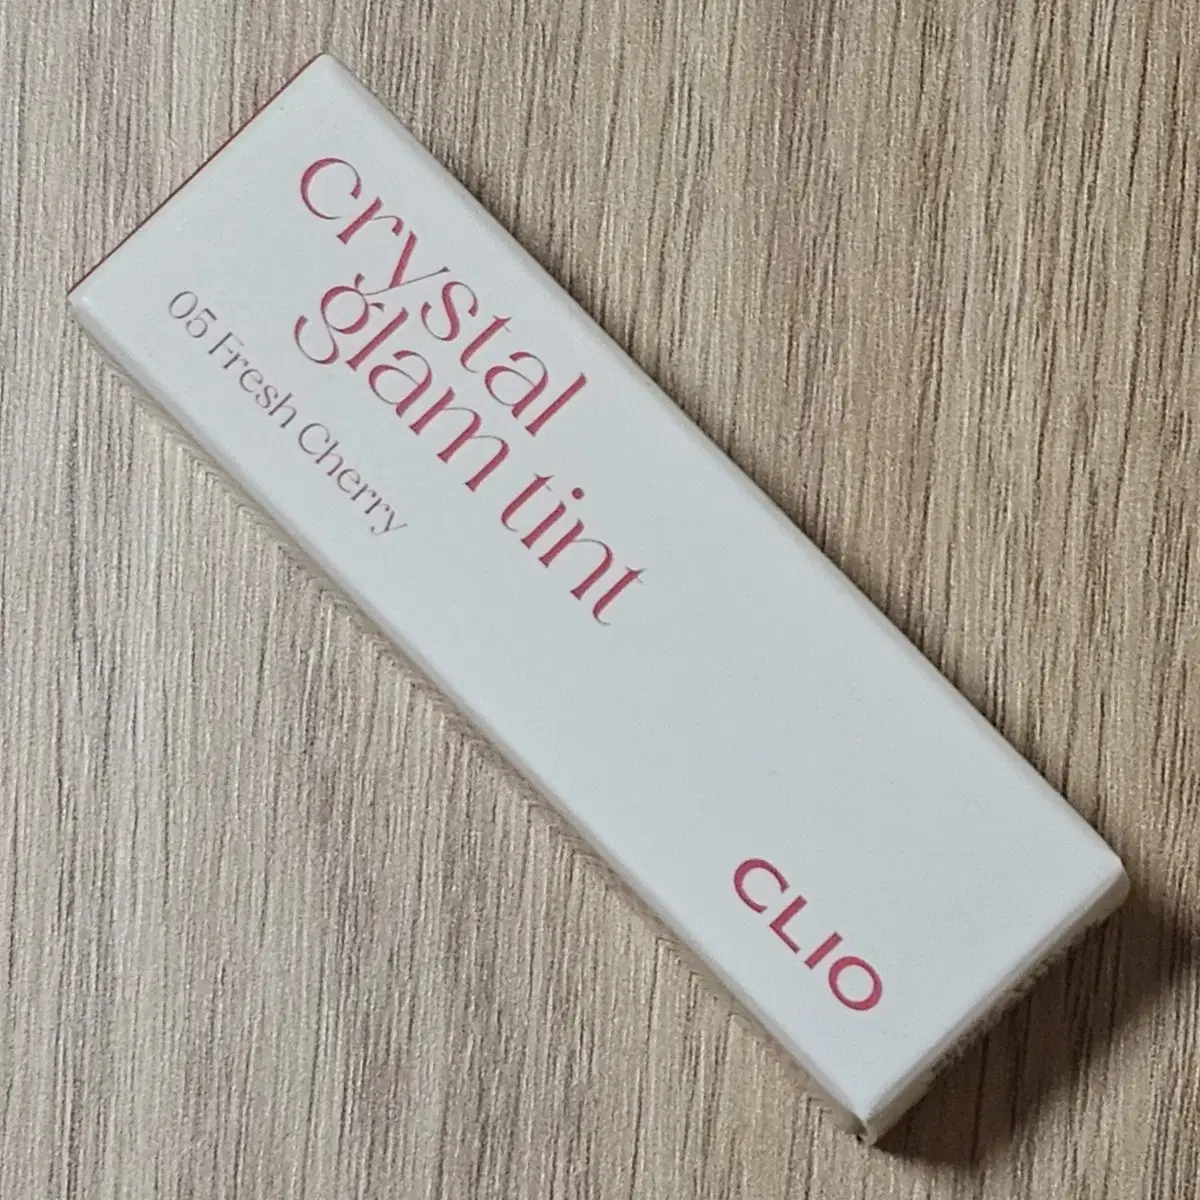 crystal
glam tint
05 Fresh Cherry
CLIO